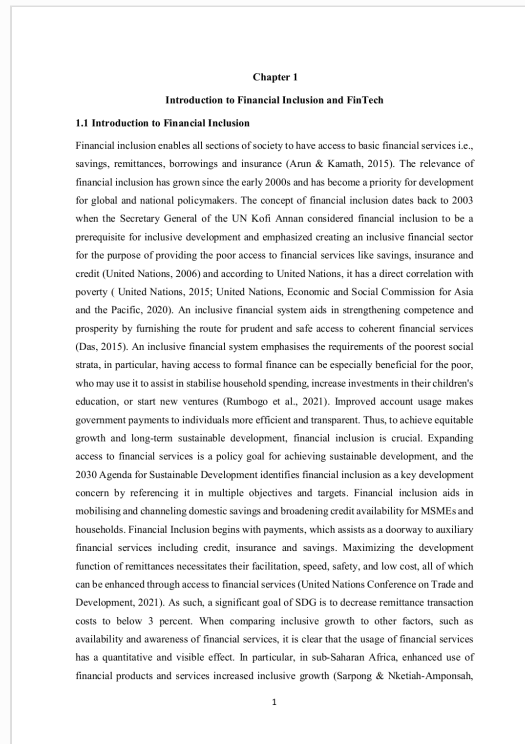 Chapter 1
Introduction to Financial Inclusion and FinTech
1.1 Introduction to Financial Inclusion
Financial inclusion enables all sections of society to have access to basic financial services i.e.,
savings, remittances, borrowings and insurance (Arun & Kamath, 2015). The relevance of
financial inclusion has grown since the early 2000s and has become a priority for development
for global and national policymakers. The concept of financial inclusion dates back to 2003
when the Secretary General of the UN Kofi Annan considered financial inclusion to be a
prerequisite for inclusive development and emphasized creating an inclusive financial sector
for the purpose of providing the poor access to financial services like savings, insurance and
credit (United Nations, 2006) and according to United Nations, it has a direct correlation with
poverty ( United Nations, 2015; United Nations, Economic and Social Commission for Asia
and the Pacific, 2020). An inclusive financial system aids in strengthening competence and
prosperity by furnishing the route for prudent and safe access to coherent financial services
(Das, 2015). An inclusive financial system emphasises the requirements of the poorest social
strata, in particular, having access to formal finance can be especially beneficial for the poor,
who may use it to assist in stabilise household spending, increase investments in their children's
education, or start new ventures (Rumbogo et al., 2021). Improved account usage makes
government payments to individuals more efficient and transparent. Thus, to achieve equitable
growth and long-term sustainable development, financial inclusion is crucial. Expanding
access to financial services is a policy goal for achieving sustainable development, and the
2030 Agenda for Sustainable Development identifies financial inclusion as a key development
concern by referencing it in multiple objectives and targets. Financial inclusion aids in
mobilising and channeling domestic savings and broadening credit availability for MSMEs and
households. Financial Inclusion begins with payments, which assists as a doorway to auxiliary
financial services including credit, insurance and savings. Maximizing the development
function of remittances necessitates their facilitation, speed, safety, and low cost, all of which
can be enhanced through access to financial services (United Nations Conference on Trade and
Development, 2021). As such, a significant goal of SDG is to decrease remittance transaction
costs to below 3 percent. When comparing inclusive growth to other factors, such as
availability and awareness of financial services, it is clear that the usage of financial services
has a quantitative and visible effect. In particular, in sub-Saharan Africa, enhanced use of
financial products and services increased inclusive growth (Sarpong & Nketiah-Amponsah,
1